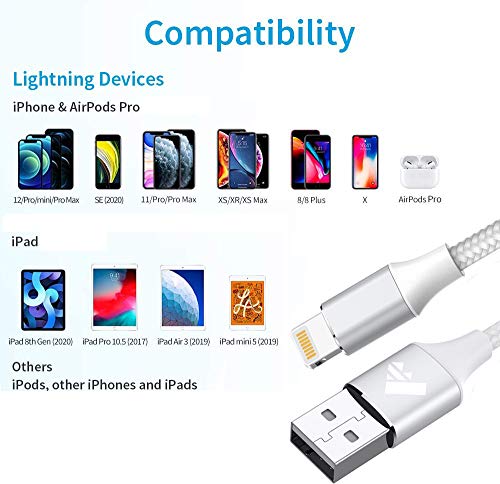 Compatibility
Lightning Devices
iPhone & AirPods Pro
12/Pro/mini/Pro Max SE (2020) 11/Pro/Pro Max XS/XR/XS Max 8/8 Plus X AirPods Pro
iPad
iPad 8th Gen (2020) iPad Pro 10.5 (2017) iPad Air 3 (2019) iPad mini 5 (2019)
Others
iPods, other iPhones and iPads